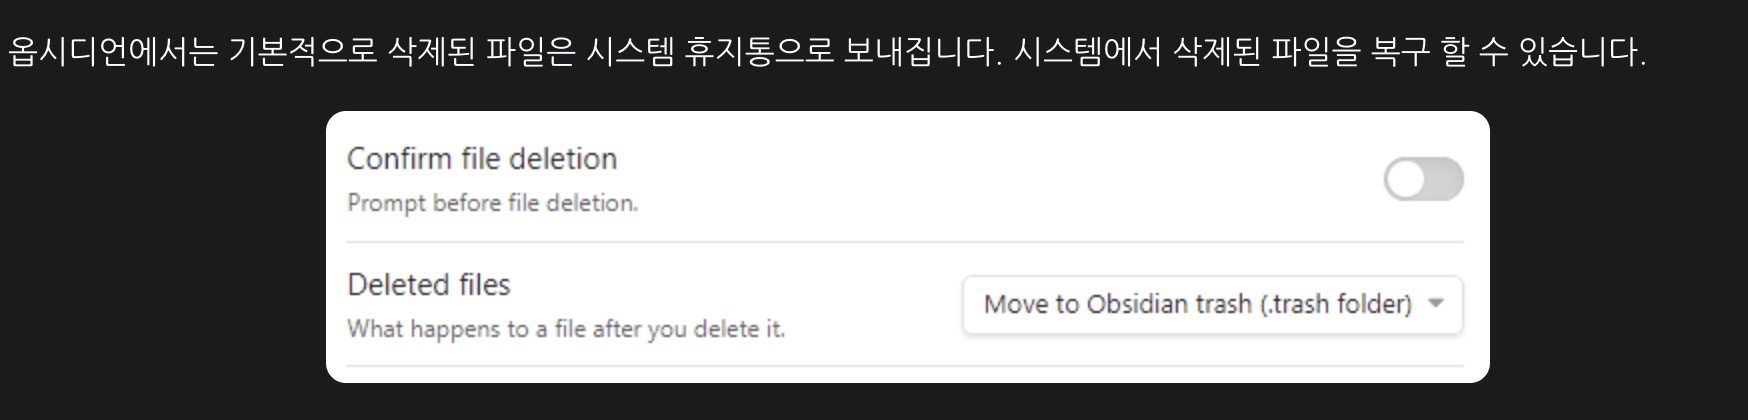 옵시디언에서는 기본적으로 삭제된 파일은 시스템 휴지통으로 보내집니다. 시스템에서 삭제된 파일을 복구 할 수 있습니다.
Confirm file deletion
Prompt before file deletion.
Deleted files
What happens to a file after you delete it.
Move to Obsidian trash (.trash folder)